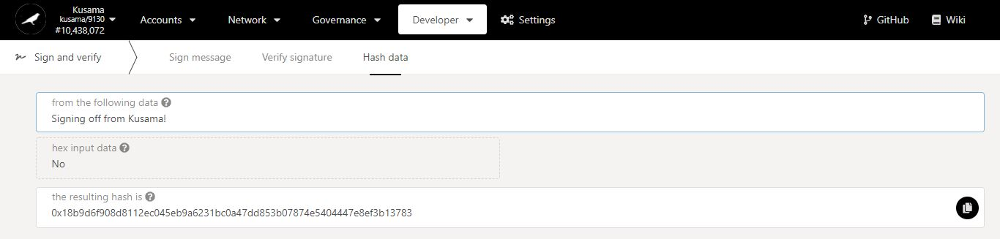 Kusama
kusama/9130
#10,438,072
Accounts
Network
Governance
Developer
Settings
GitHub
Wiki
Sign and verify
Sign message
Verify signature
Hash data
from the following data
Signing off from Kusama!
hex input data
No
the resulting hash is
0x18b9d6f908d8112ec045eb9a6231bc0a47dd853b07874e5404447e8ef3b13783